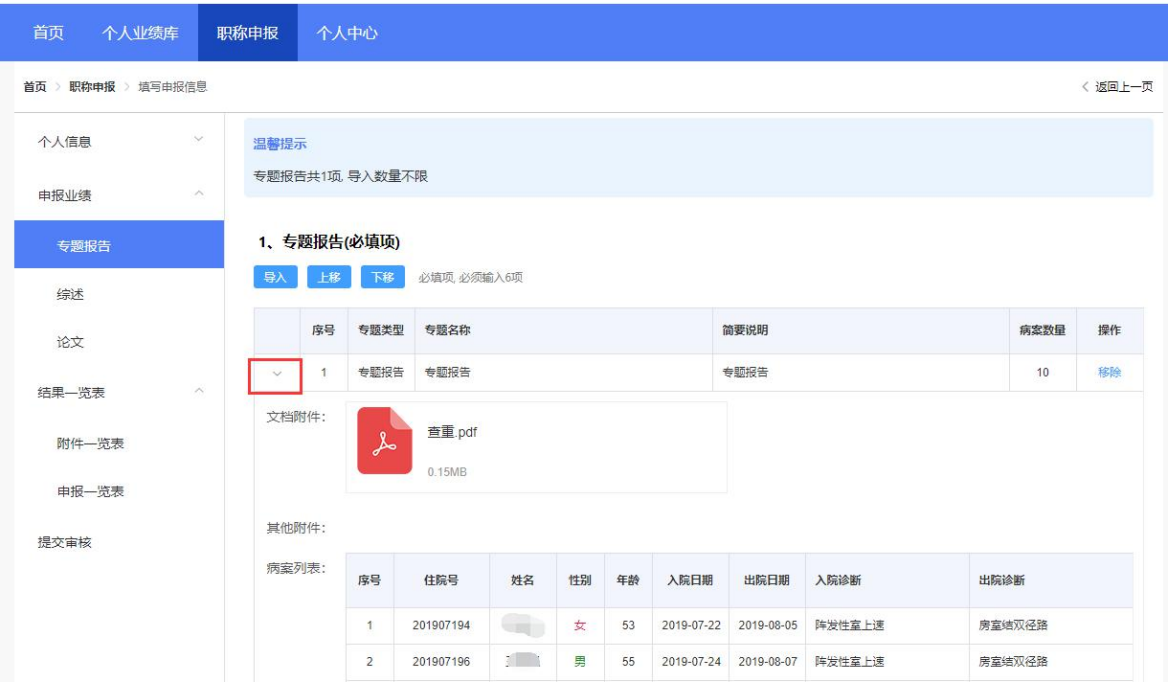 首页 个人业绩库 职称申报 个人中心
首页 > 职称申报 > 填写申报信息 < 返回上一页
个人信息
申报业绩
专题报告
综述
论文
结果一览表
附件一览表
申报一览表
提交审核
温馨提示
专题报告共1项, 导入数量不限
1、专题报告(必填项)
导入 上移 下移 必填项, 必须输入6项
序号 专题类型 专题名称 简要说明 病案数量 操作
1 专题报告 专题报告 专题报告 10 移除
文档附件：
查重.pdf
0.15MB
其他附件：
病案列表：
序号 住院号 姓名 性别 年龄 入院日期 出院日期 入院诊断 出院诊断
1 201907194 女 53 2019-07-22 2019-08-05 阵发性室上速 房室结双径路
2 201907196 男 55 2019-07-24 2019-08-07 阵发性室上速 房室结双径路